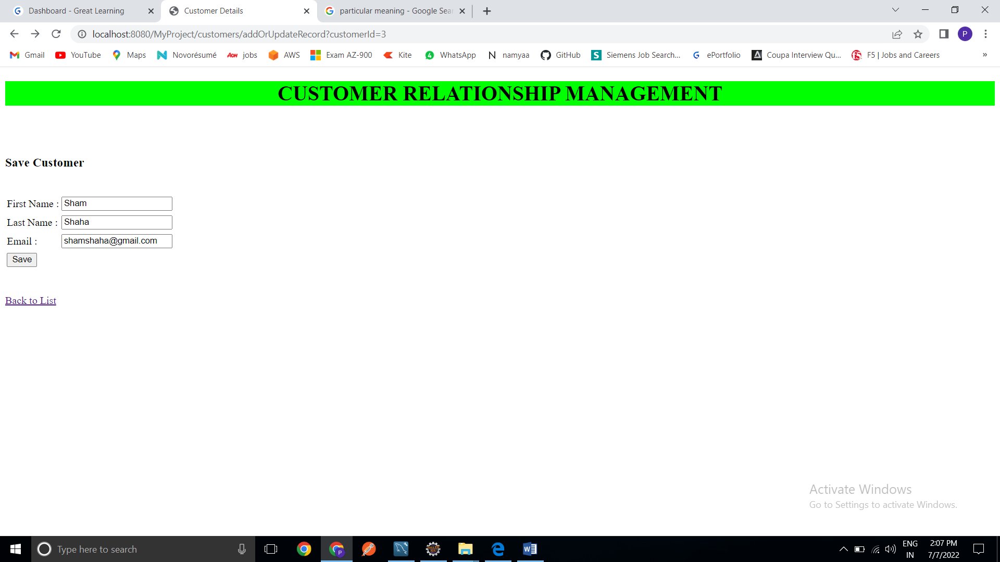 Dashboard - Great Learning
Customer Details
particular meaning - Google Sear
localhost:8080/MyProject/customers/addOrUpdateRecord?customerId=3
P
Gmail
YouTube
Maps
Novorésumé
jobs
AWS
Exam AZ-900
Kite
WhatsApp
namyaa
GitHub
Siemens Job Search...
ePortfolio
Coupa Interview Qu...
F5 | Jobs and Careers
»
CUSTOMER RELATIONSHIP MANAGEMENT
Save Customer
First Name : Sham
Last Name : Shaha
Email : shamshaha@gmail.com
Save
Back to List
Activate Windows
Go to Settings to activate Windows.
Type here to search
ENG
IN
2:07 PM
7/7/2022